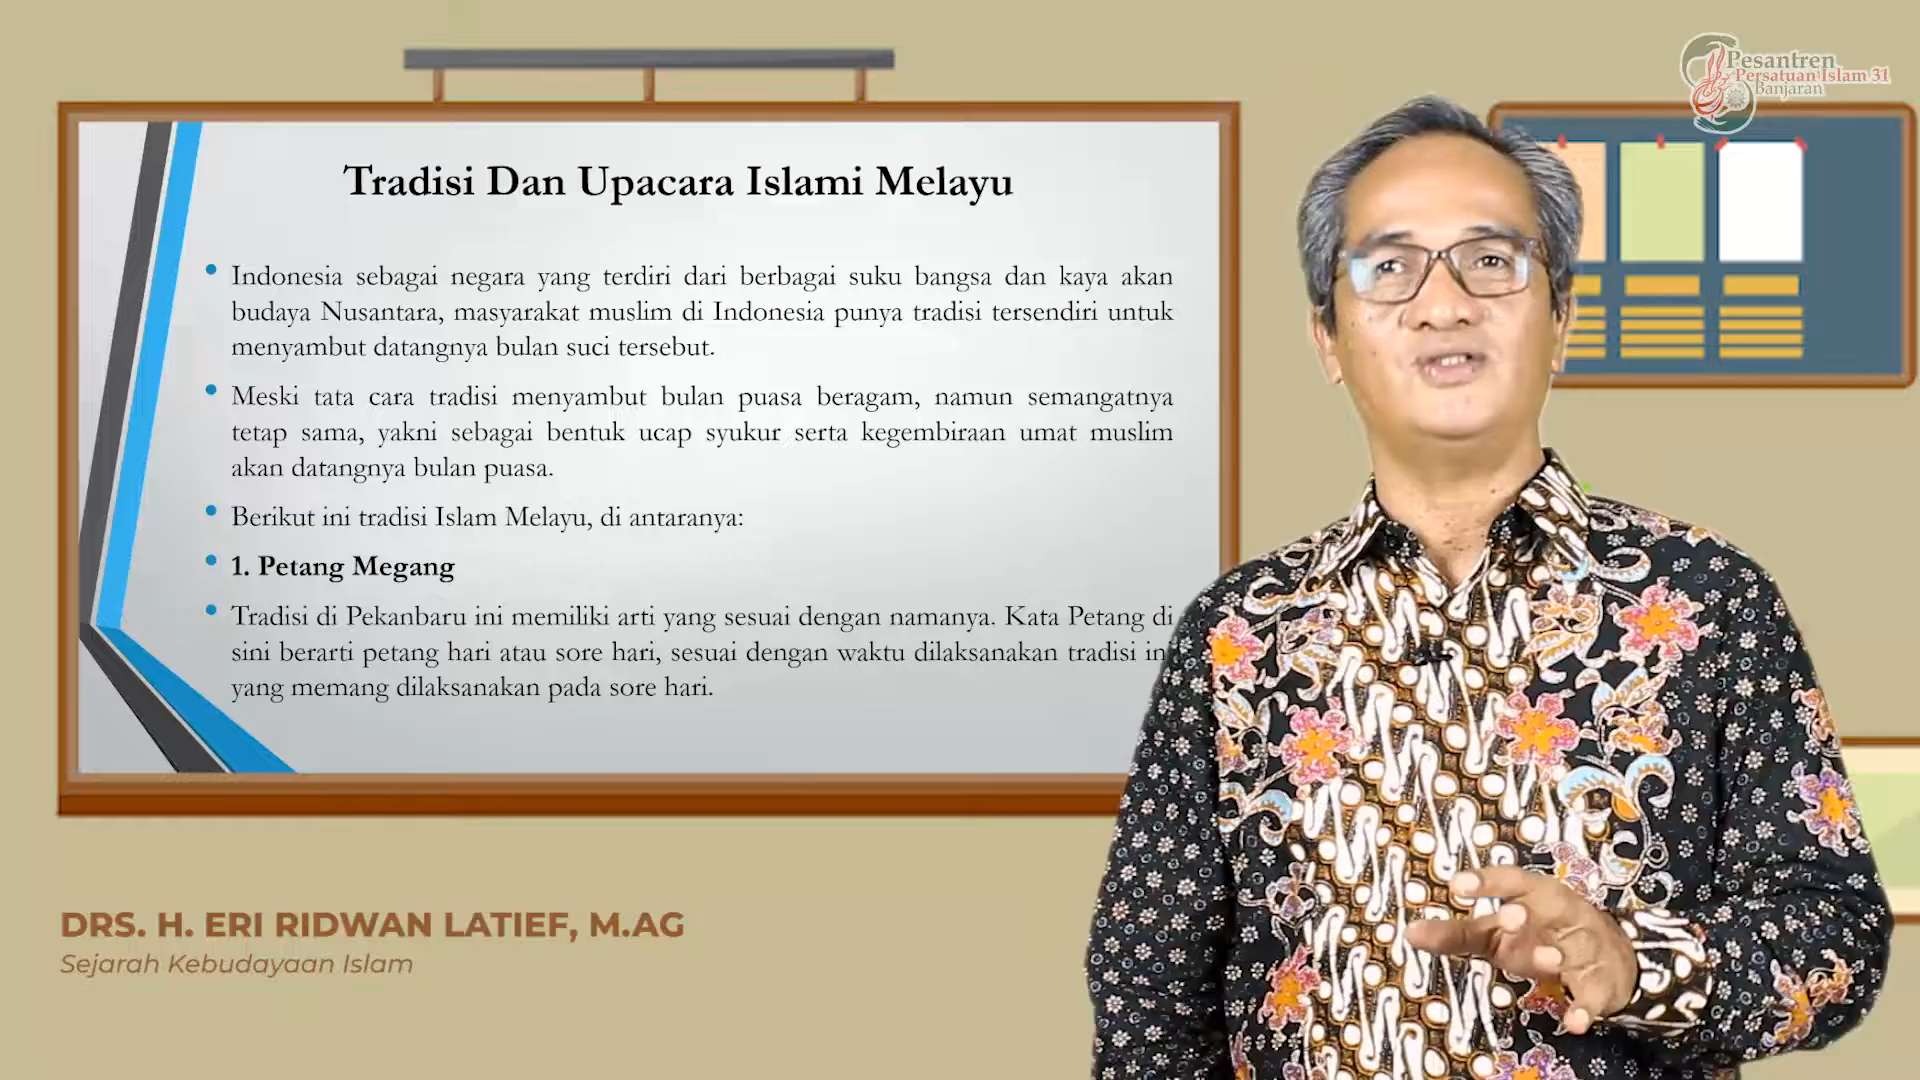 Pesantren
Persatuan Islam 31
Banjaran
Tradisi Dan Upacara Islami Melayu
• Indonesia sebagai negara yang terdiri dari berbagai suku bangsa dan kaya akan
budaya Nusantara, masyarakat muslim di Indonesia punya tradisi tersendiri untuk
menyambut datangnya bulan suci tersebut.
• Meski tata cara tradisi menyambut bulan puasa beragam, namun semangatnya
tetap sama, yakni sebagai bentuk ucap syukur serta kegembiraan umat muslim
akan datangnya bulan puasa.
• Berikut ini tradisi Islam Melayu, di antaranya:
• 1. Petang Megang
• Tradisi di Pekanbaru ini memiliki arti yang sesuai dengan namanya. Kata Petang di
sini berarti petang hari atau sore hari, sesuai dengan waktu dilaksanakan tradisi in
yang memang dilaksanakan pada sore hari.
DRS. H. ERI RIDWAN LATIEF, M.AG
Sejarah Kebudayaan Islam